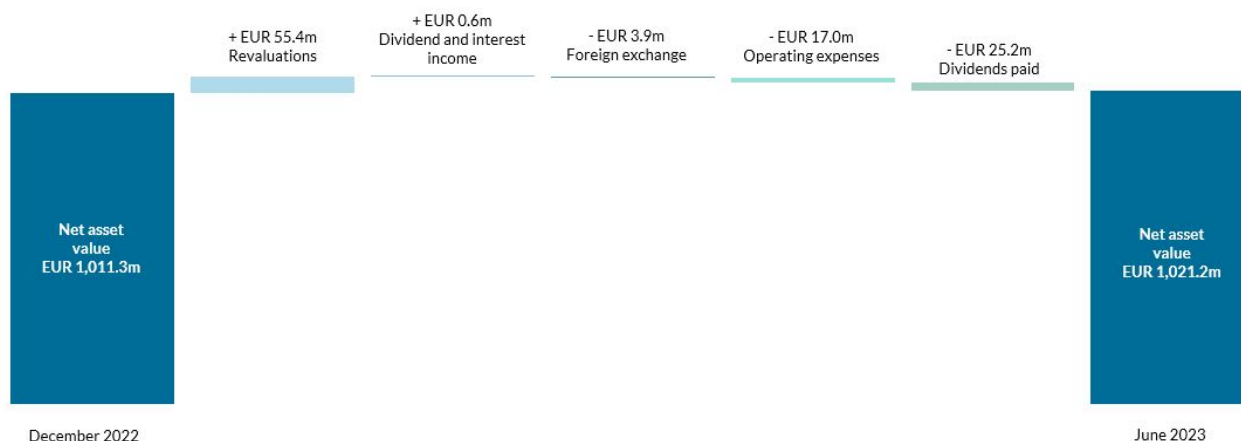 + EUR 55.4m
Revaluations
+ EUR 0.6m
Dividend and interest
income
- EUR 3.9m
Foreign exchange
- EUR 17.0m
Operating expenses
- EUR 25.2m
Dividends paid
Net asset
value
EUR 1,011.3m
Net asset
value
EUR 1,021.2m
December 2022
June 2023